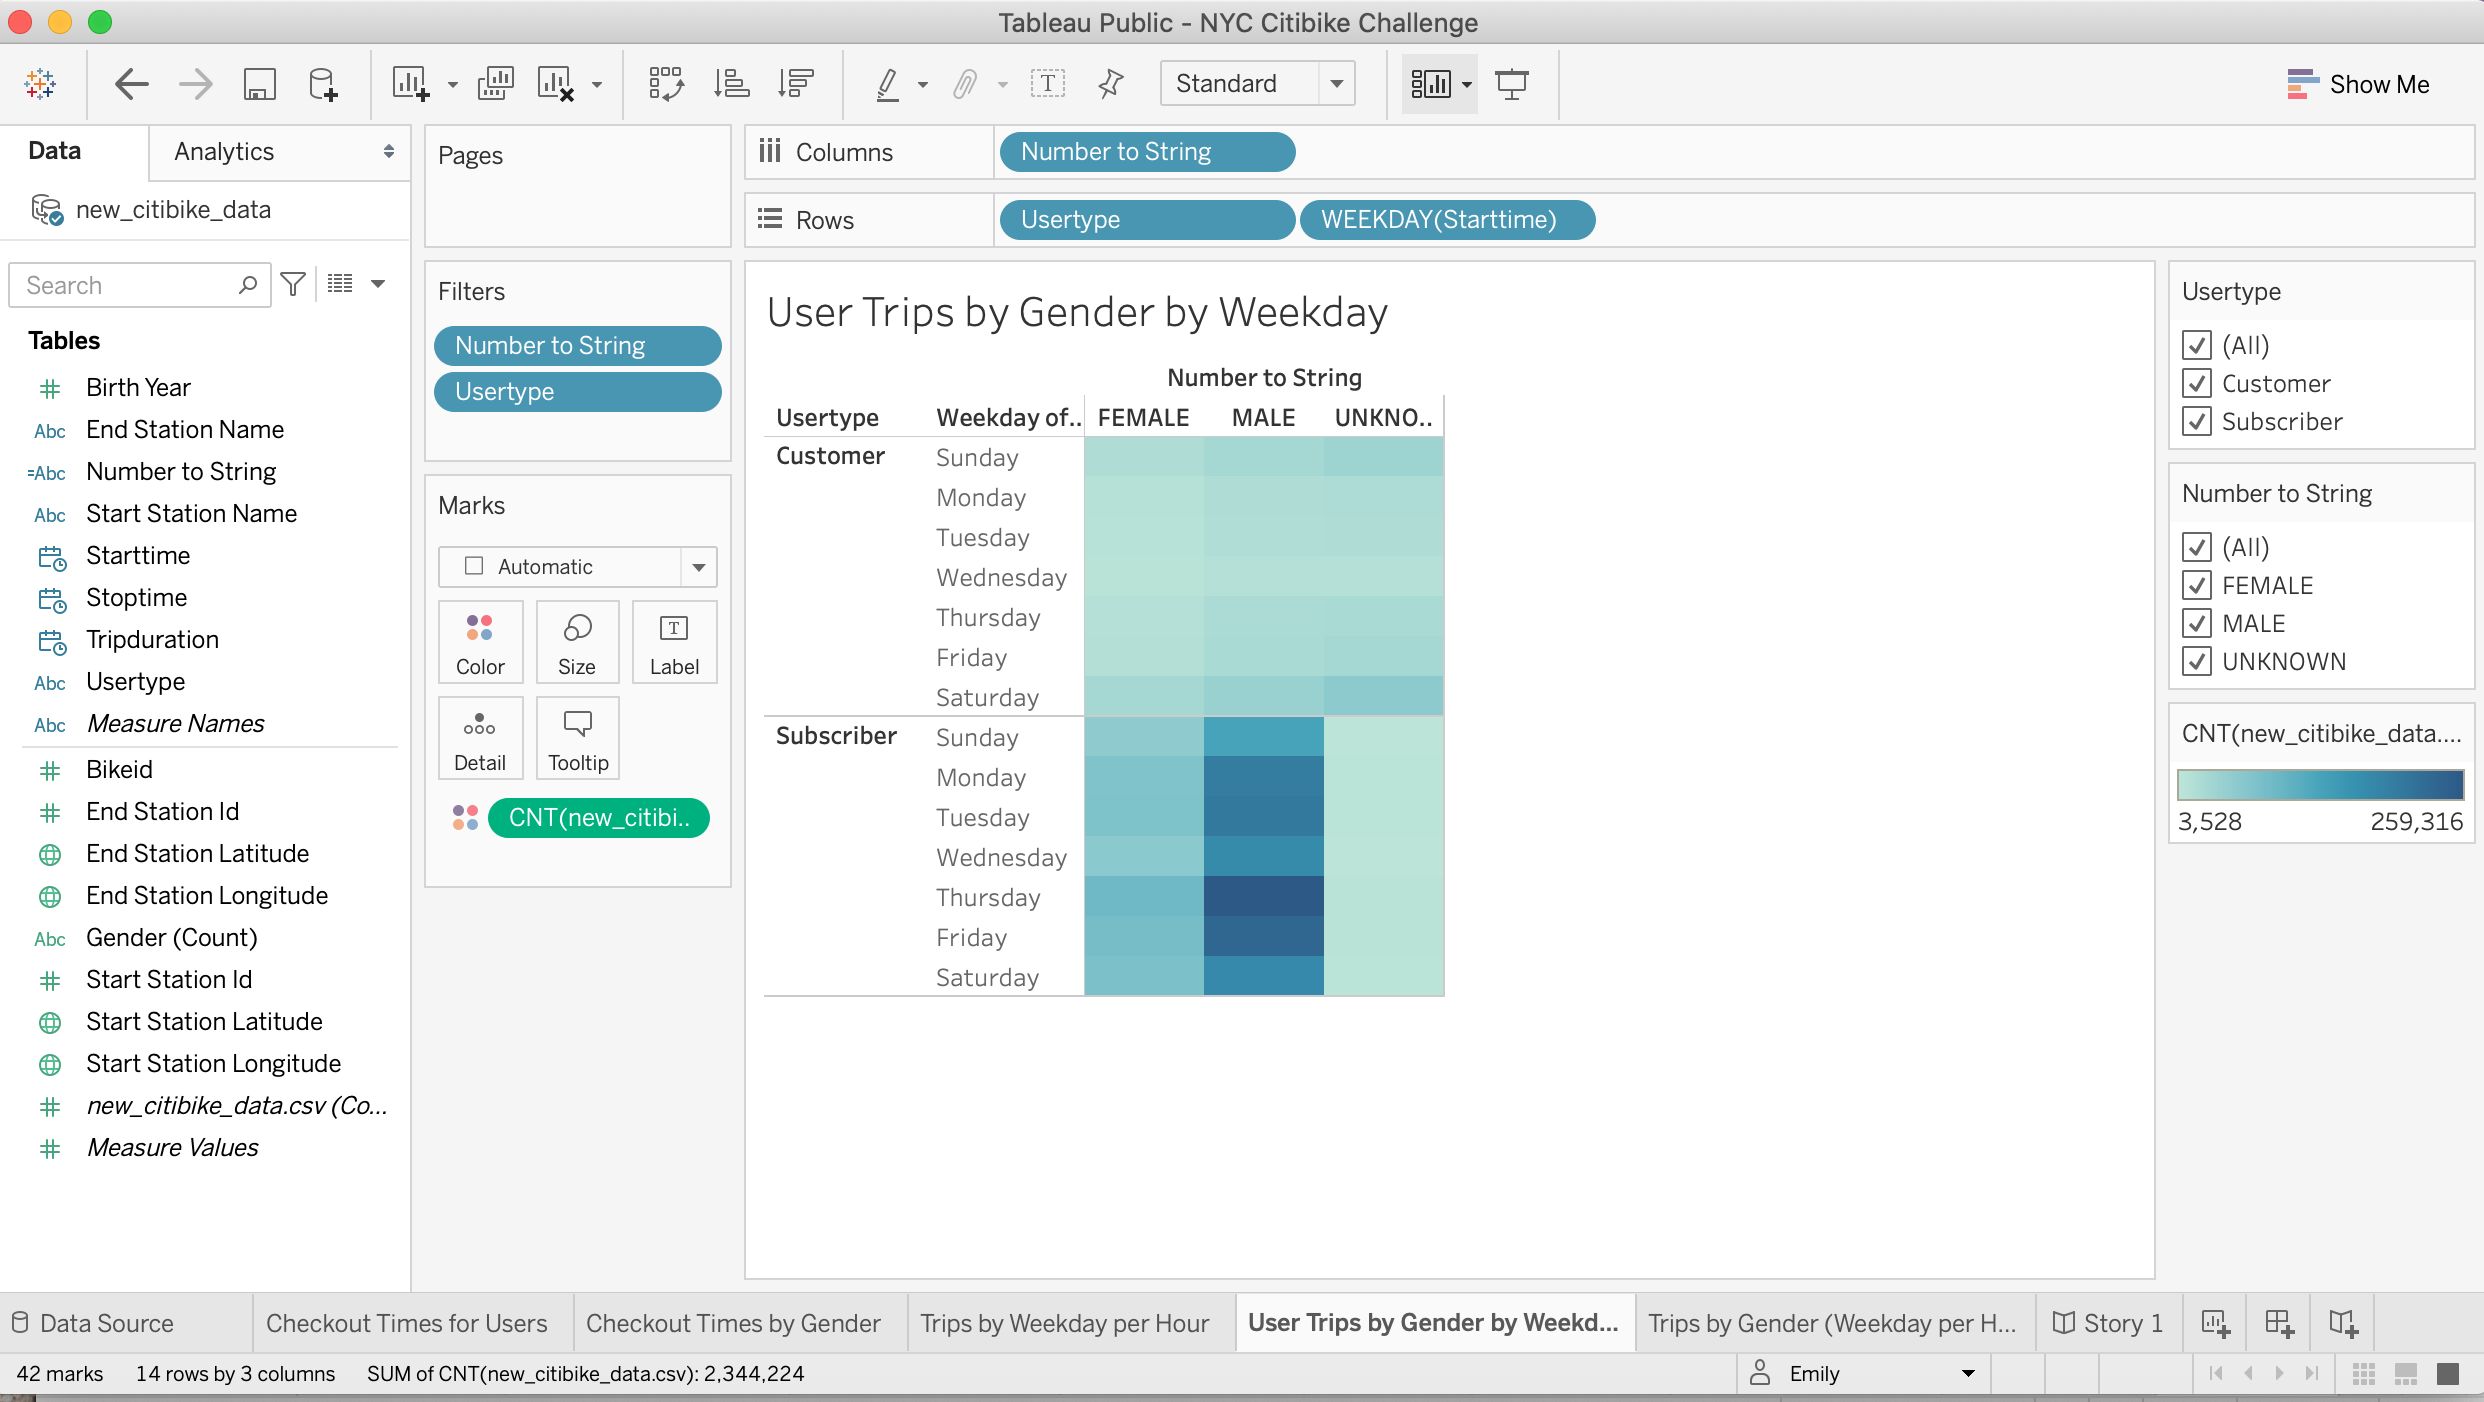 Tableau Public - NYC Citibike Challenge
Standard
Show Me
Data
Analytics
new_citibike_data
Search
Tables
Birth Year
Abc End Station Name
=Abc Number to String
Abc Start Station Name
Starttime
Stoptime
Tripduration
Abc Usertype
Abc Measure Names
Bikeid
End Station Id
End Station Latitude
End Station Longitude
Abc Gender (Count)
Start Station Id
Start Station Latitude
Start Station Longitude
new_citibike_data.csv (Co...
Measure Values
Pages
Filters
Number to String
Usertype
Marks
Automatic
Color
Size
Label
Detail
Tooltip
CNT(new_citibi..
Columns
Number to String
Rows
Usertype
WEEKDAY(Starttime)
User Trips by Gender by Weekday
Number to String
Usertype Weekday of.. FEMALE MALE UNKNO..
Customer Sunday
Monday
Tuesday
Wednesday
Thursday
Friday
Saturday
Subscriber Sunday
Monday
Tuesday
Wednesday
Thursday
Friday
Saturday
Usertype
(All)
Customer
Subscriber
Number to String
(All)
FEMALE
MALE
UNKNOWN
CNT(new_citibike_data....
3,528 259,316
Data Source
Checkout Times for Users
Checkout Times by Gender
Trips by Weekday per Hour
User Trips by Gender by Weekd...
Trips by Gender (Weekday per H...
Story 1
42 marks 14 rows by 3 columns SUM of CNT(new_citibike_data.csv): 2,344,224
Emily